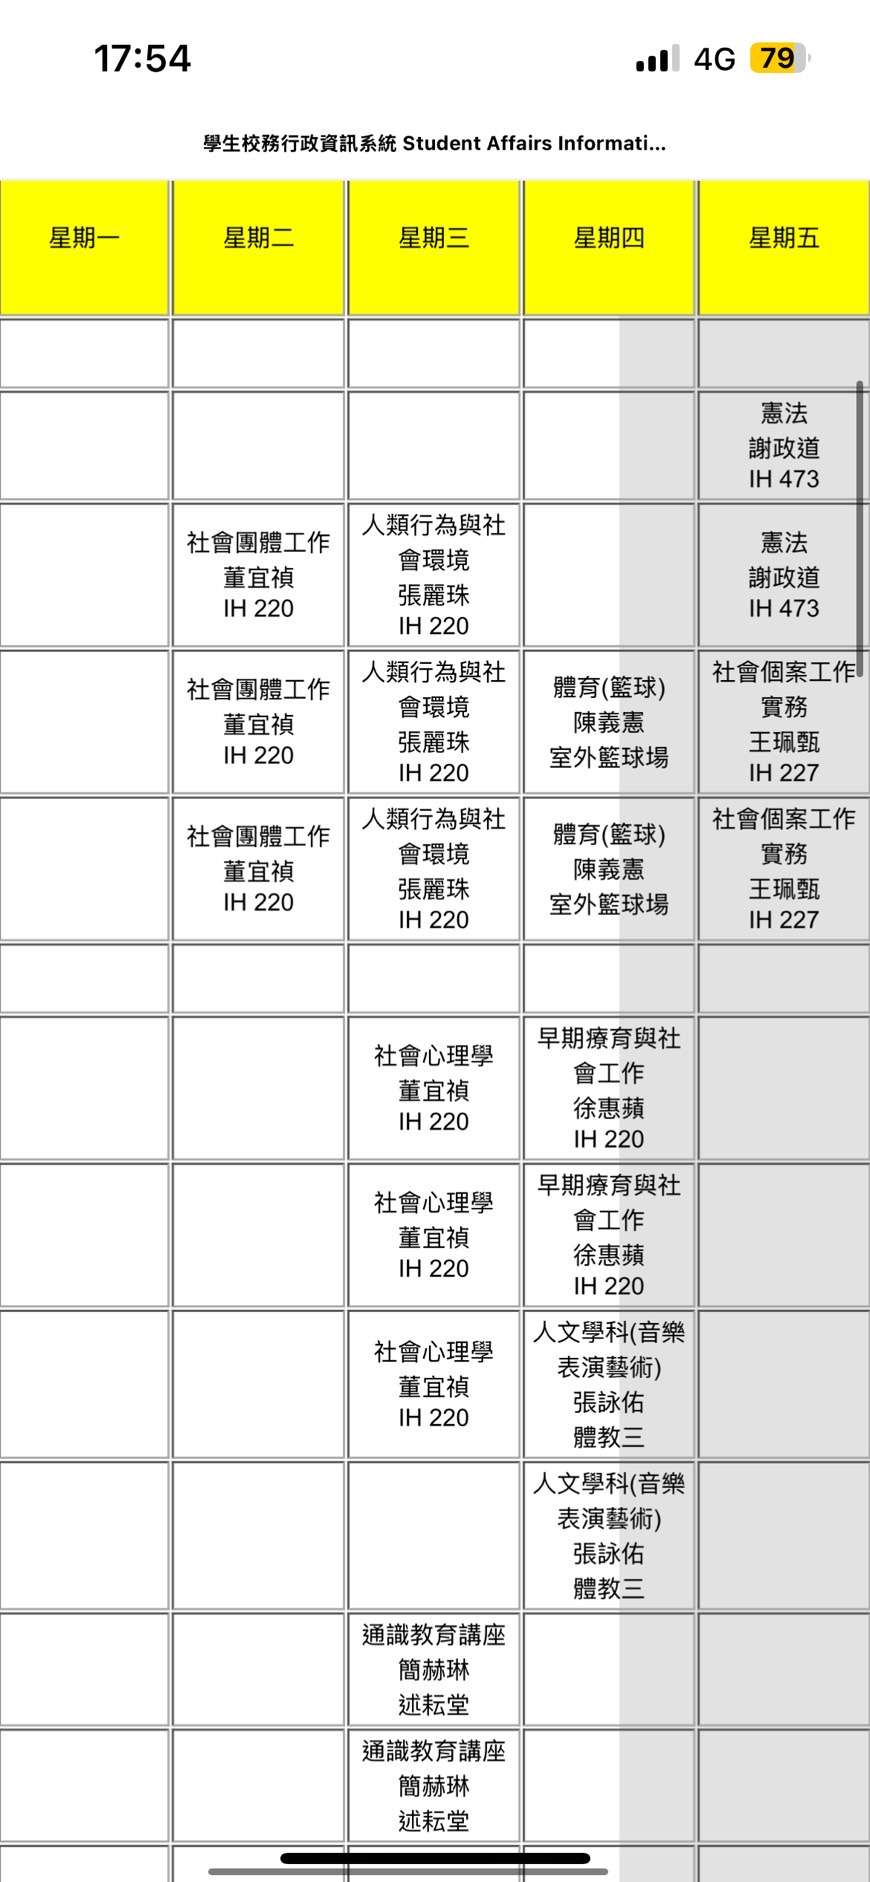 17:54
4G 79
學生校務行政資訊系統 Student Affairs Informati...
星期一 星期二 星期三 星期四 星期五
憲法
謝政道
IH 473
社會團體工作
董宜禎
IH 220
人類行為與社
會環境
張麗珠
IH 220
憲法
謝政道
IH 473
社會團體工作
董宜禎
IH 220
人類行為與社
會環境
張麗珠
IH 220
體育(籃球)
陳義憲
室外籃球場
社會個案工作
實務
王珮甄
IH 227
社會團體工作
董宜禎
IH 220
人類行為與社
會環境
張麗珠
IH 220
體育(籃球)
陳義憲
室外籃球場
社會個案工作
實務
王珮甄
IH 227
社會心理學
董宜禎
IH 220
早期療育與社
會工作
徐惠蘋
IH 220
社會心理學
董宜禎
IH 220
早期療育與社
會工作
徐惠蘋
IH 220
社會心理學
董宜禎
IH 220
人文學科(音樂
表演藝術)
張詠佑
體教三
人文學科(音樂
表演藝術)
張詠佑
體教三
通識教育講座
簡赫琳
述耘堂
通識教育講座
簡赫琳
述耘堂